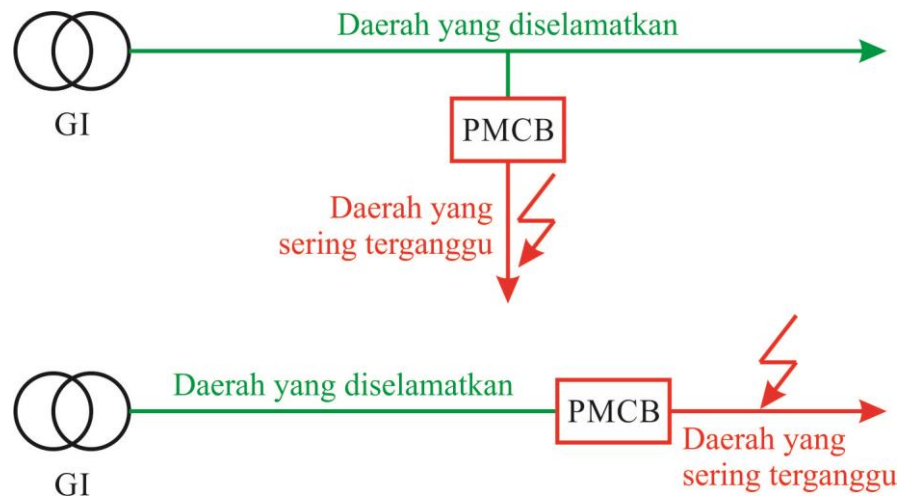 Daerah yang diselamatkan
GI
PMCB
Daerah yang
sering terganggu
Daerah yang diselamatkan
PMCB
GI
Daerah yang
sering terganggu